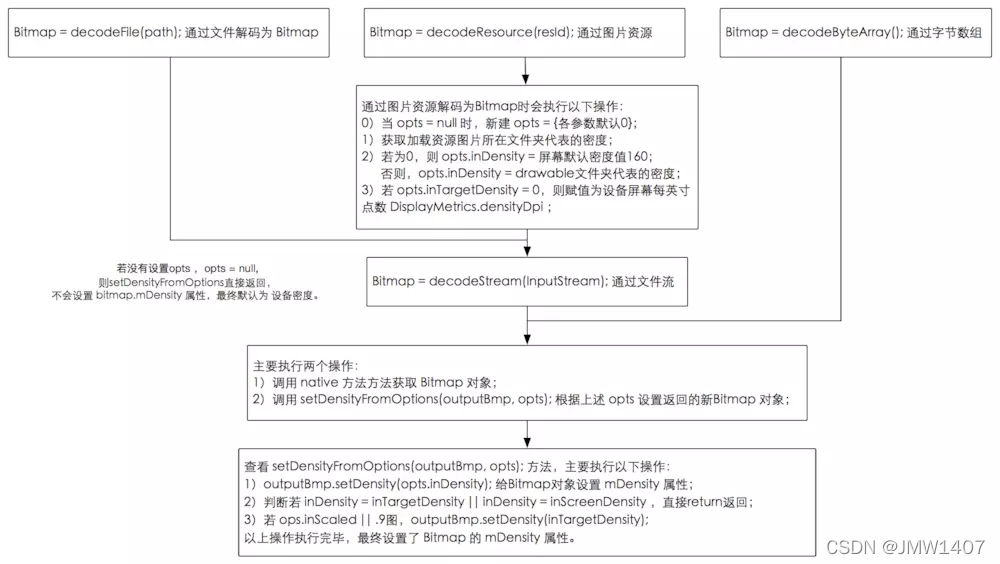 Bitmap = decodeFile(path); 通过文件解码为 Bitmap
Bitmap = decodeResource(resId); 通过图片资源
Bitmap = decodeByteArray(); 通过字节数组
通过图片资源解码为Bitmap时会执行以下操作：
0）当 opts = null 时，新建 opts = {各参数默认0};
1）获取加载资源图片所在文件夹代表的密度；
2）若为0，则 opts.inDensity = 屏幕默认密度值160；
否则，opts.inDensity = drawable文件夹代表的密度；
3）若 opts.inTargetDensity = 0，则赋值为设备屏幕每英寸
点数 DisplayMetrics.densityDpi ；
若没有设置opts ，opts = null,
则setDensityFromOptions直接返回，
不会设置 bitmap.mDensity 属性，最终默认为 设备密度。
Bitmap = decodeStream(InputStream); 通过文件流
主要执行两个操作：
1）调用 native 方法方法获取 Bitmap 对象；
2）调用 setDensityFromOptions(outputBmp, opts); 根据上述 opts 设置返回的新Bitmap 对象；
查看 setDensityFromOptions(outputBmp, opts); 方法，主要执行以下操作：
1）outputBmp.setDensity(opts.inDensity); 给Bitmap对象设置 mDensity 属性；
2）判断若 inDensity = inTargetDensity || inDensity = inScreenDensity ，直接return返回；
3）若 ops.inScaled || .9图，outputBmp.setDensity(inTargetDensity);
以上操作执行完毕，最终设置了 Bitmap 的 mDensity 属性。
CSDN @JMW1407